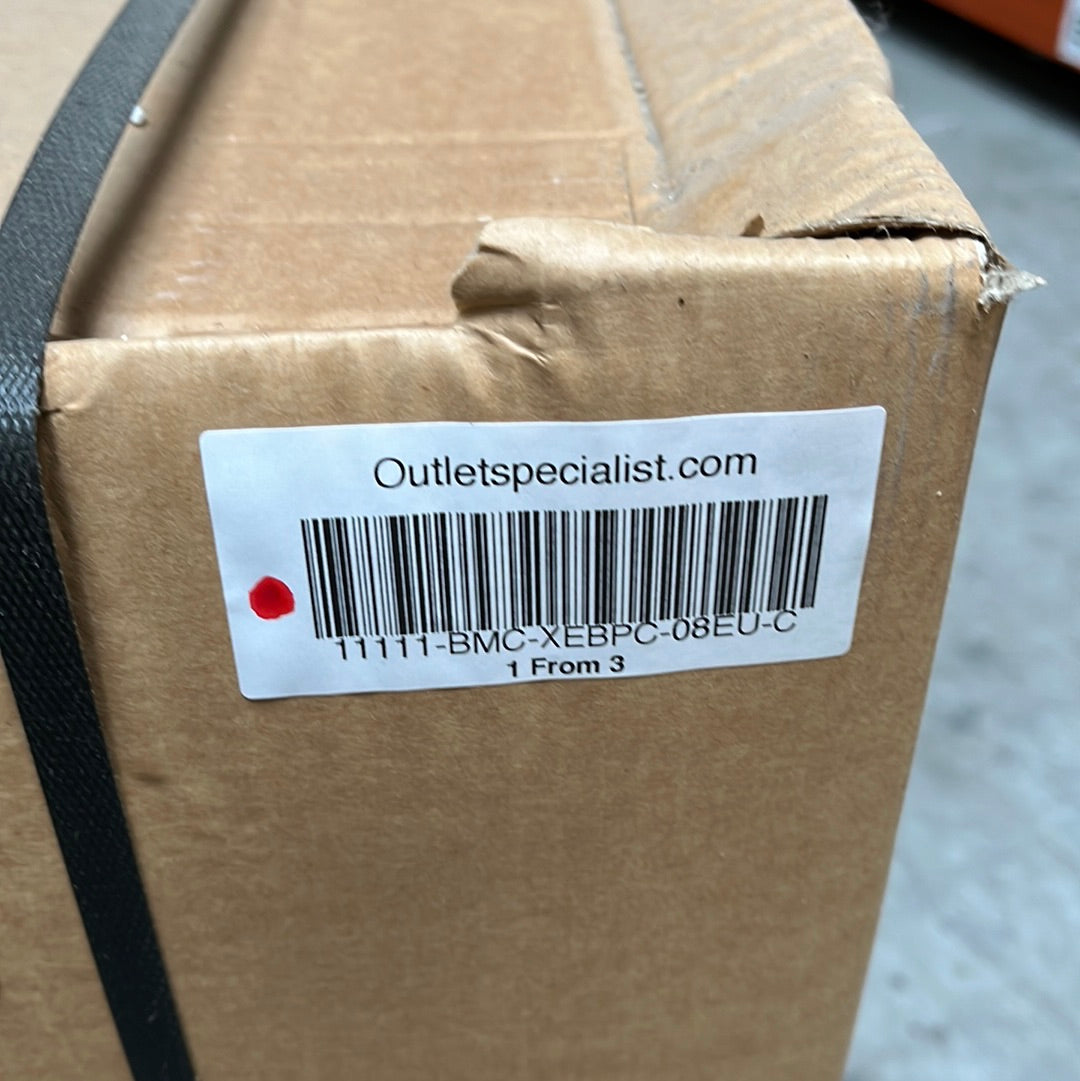 Outletspecialist.com
11111-BMC-XEBPC-08EU-C
1 From 3